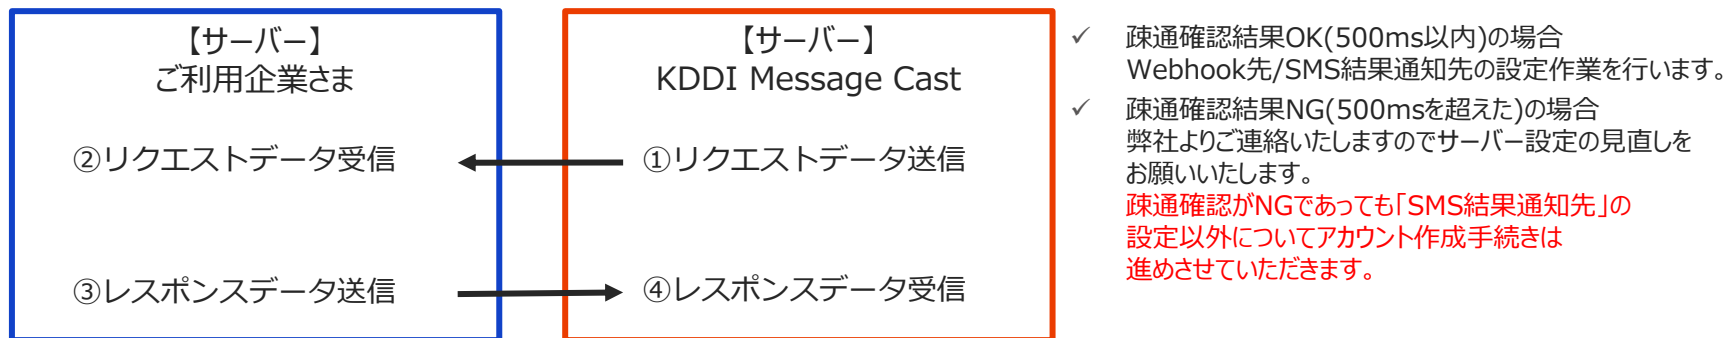 【サーバー】
ご利用企業さま
②リクエストデータ受信
③レスポンスデータ送信
【サーバー】
KDDI Message Cast
①リクエストデータ送信
④レスポンスデータ受信
✓ 疎通確認結果OK(500ms以内)の場合
Webhook先/SMS結果通知先の設定作業を行います。
✓ 疎通確認結果NG(500msを超えた)の場合
弊社よりご連絡いたしますのでサーバー設定の見直しを
お願いいたします。
疎通確認がNGであっても「SMS結果通知先」の
設定以外についてアカウント作成手続きは
進めさせていただきます。